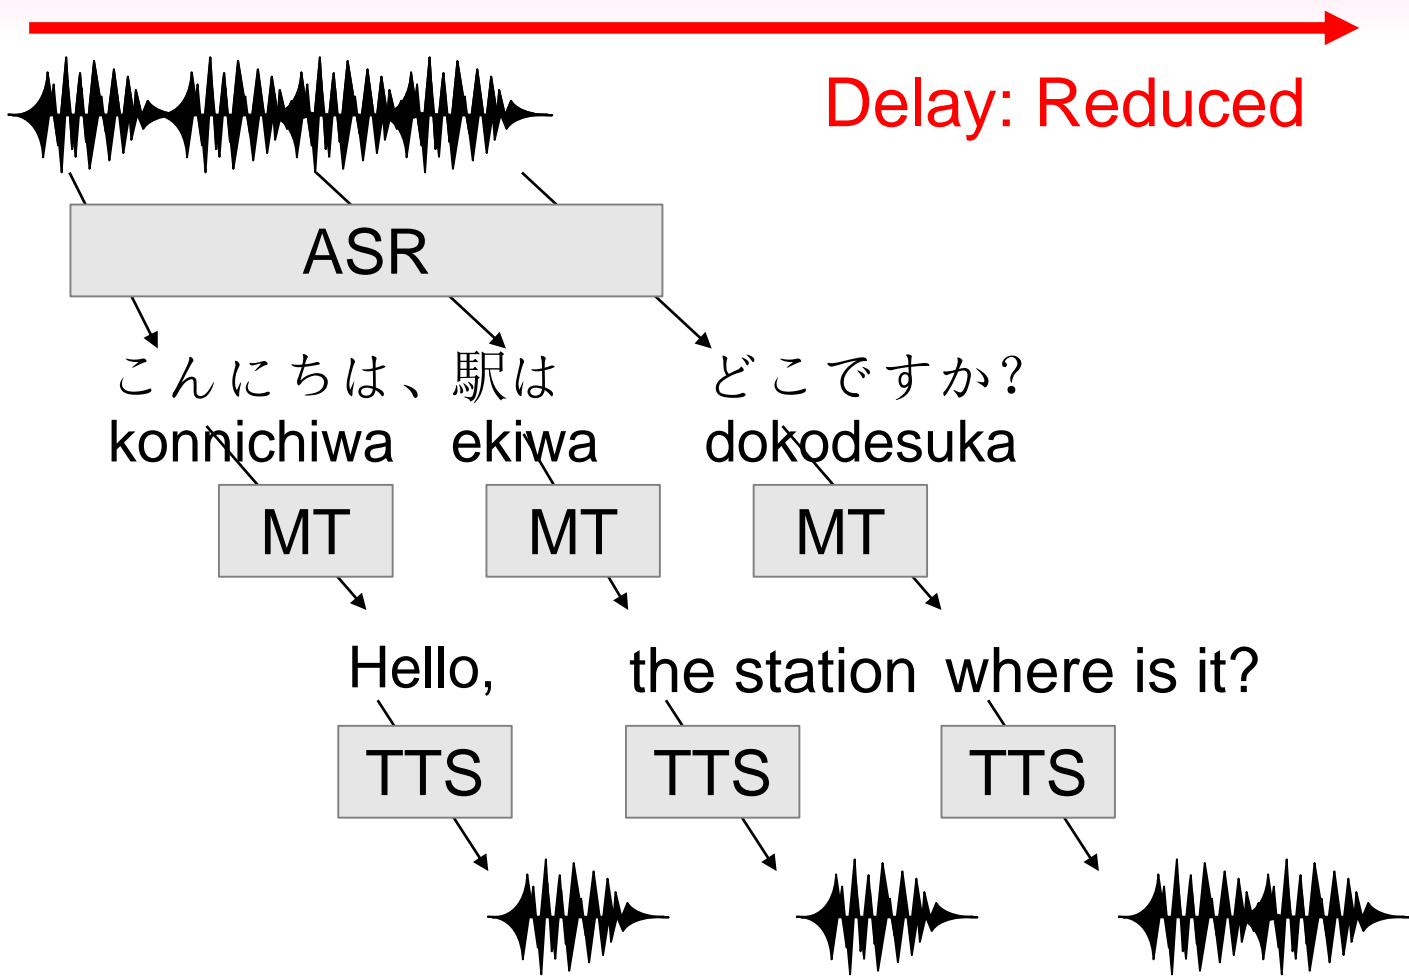 Delay: Reduced
ASR
こんにちは、駅は どこですか?
konnichiwa ekiwa dokodesuka
MT MT MT
Hello, the station where is it?
TTS TTS TTS